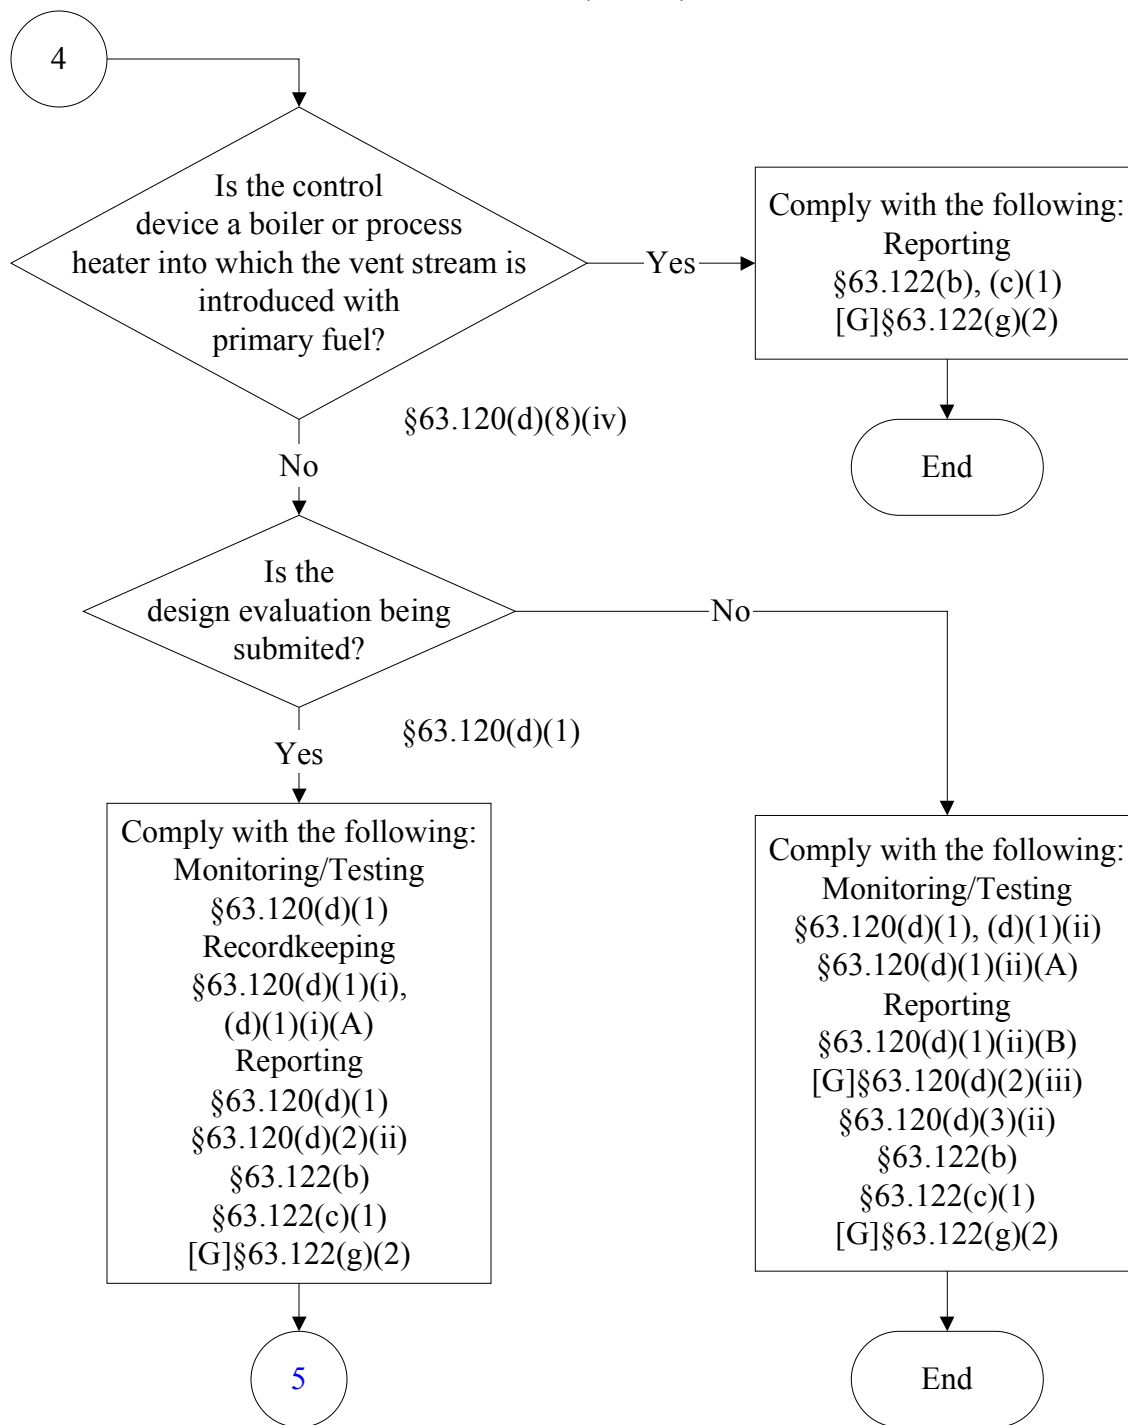 4
Is the control
device a boiler or process
heater into which the vent stream is
introduced with
primary fuel?
Yes
Comply with the following:
Reporting
§63.122(b), (c)(1)
[G]§63.122(g)(2)
End
§63.120(d)(8)(iv)
No
Is the
design evaluation being
submited?
No
§63.120(d)(1)
Yes
Comply with the following:
Monitoring/Testing
§63.120(d)(1)
Recordkeeping
§63.120(d)(1)(i),
(d)(1)(i)(A)
Reporting
§63.120(d)(1)
§63.120(d)(2)(ii)
§63.122(b)
§63.122(c)(1)
[G]§63.122(g)(2)
5
Comply with the following:
Monitoring/Testing
§63.120(d)(1), (d)(1)(ii)
§63.120(d)(1)(ii)(A)
Reporting
§63.120(d)(1)(ii)(B)
[G]§63.120(d)(2)(iii)
§63.120(d)(3)(ii)
§63.122(b)
§63.122(c)(1)
[G]§63.122(g)(2)
End